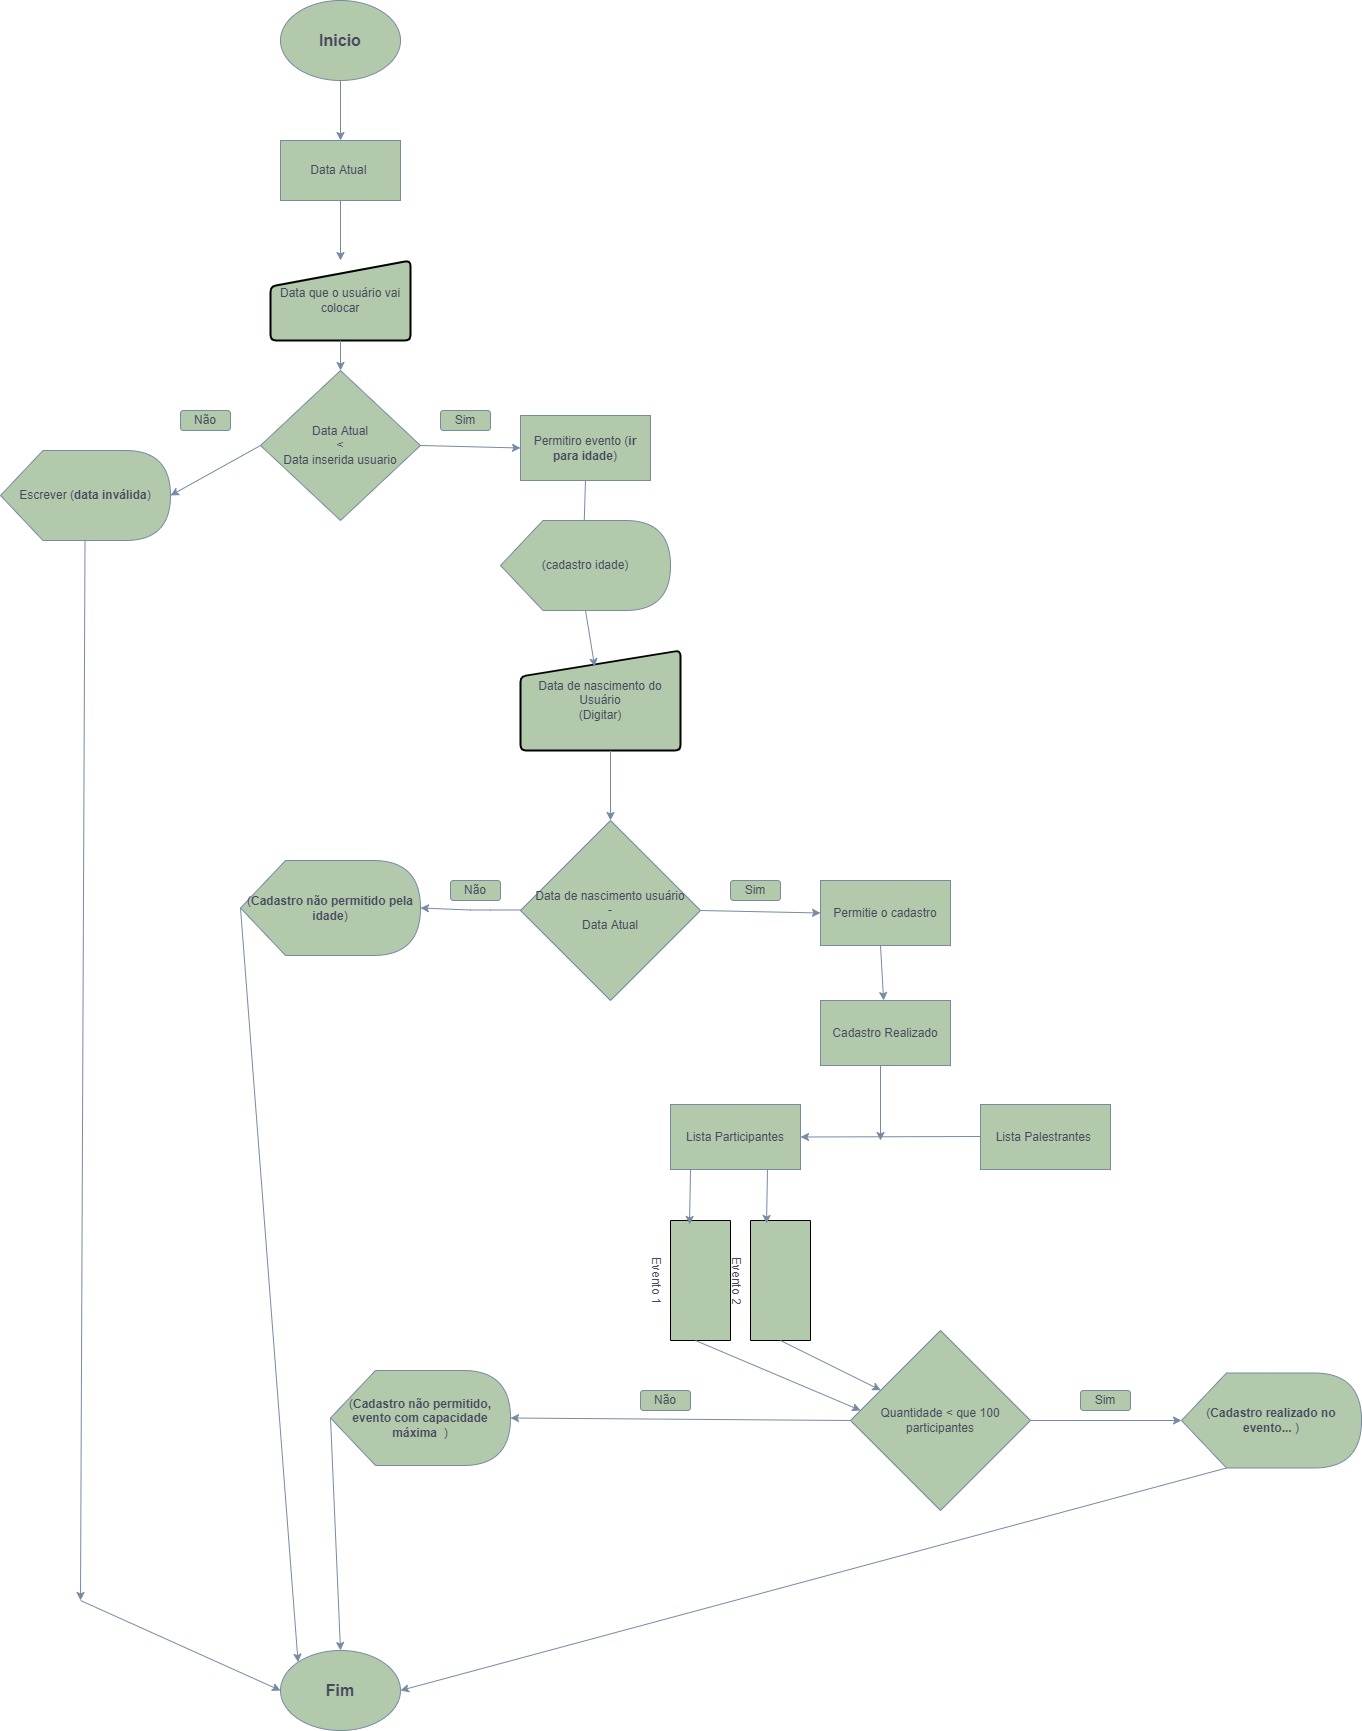 Inicio
Data Atual
Data que o usuário vai
colocar
Não
Sim
Data Atual
<
Data inserida usuario
Permitiro evento (ir
para idade)
Escrever (data inválida)
(cadastro idade)
Data de nascimento do
Usuário
(Digitar)
Não
Sim
(Cadastro não permitido pela
idade)
Data de nascimento usuário
-
Data Atual
Permitie o cadastro
Cadastro Realizado
Lista Participantes
Lista Palestrantes
Evento 1
Evento 2
Não
Sim
(Cadastro não permitido,
evento com capacidade
máxima )
Quantidade < que 100
participantes
(Cadastro realizado no
evento... )
Fim